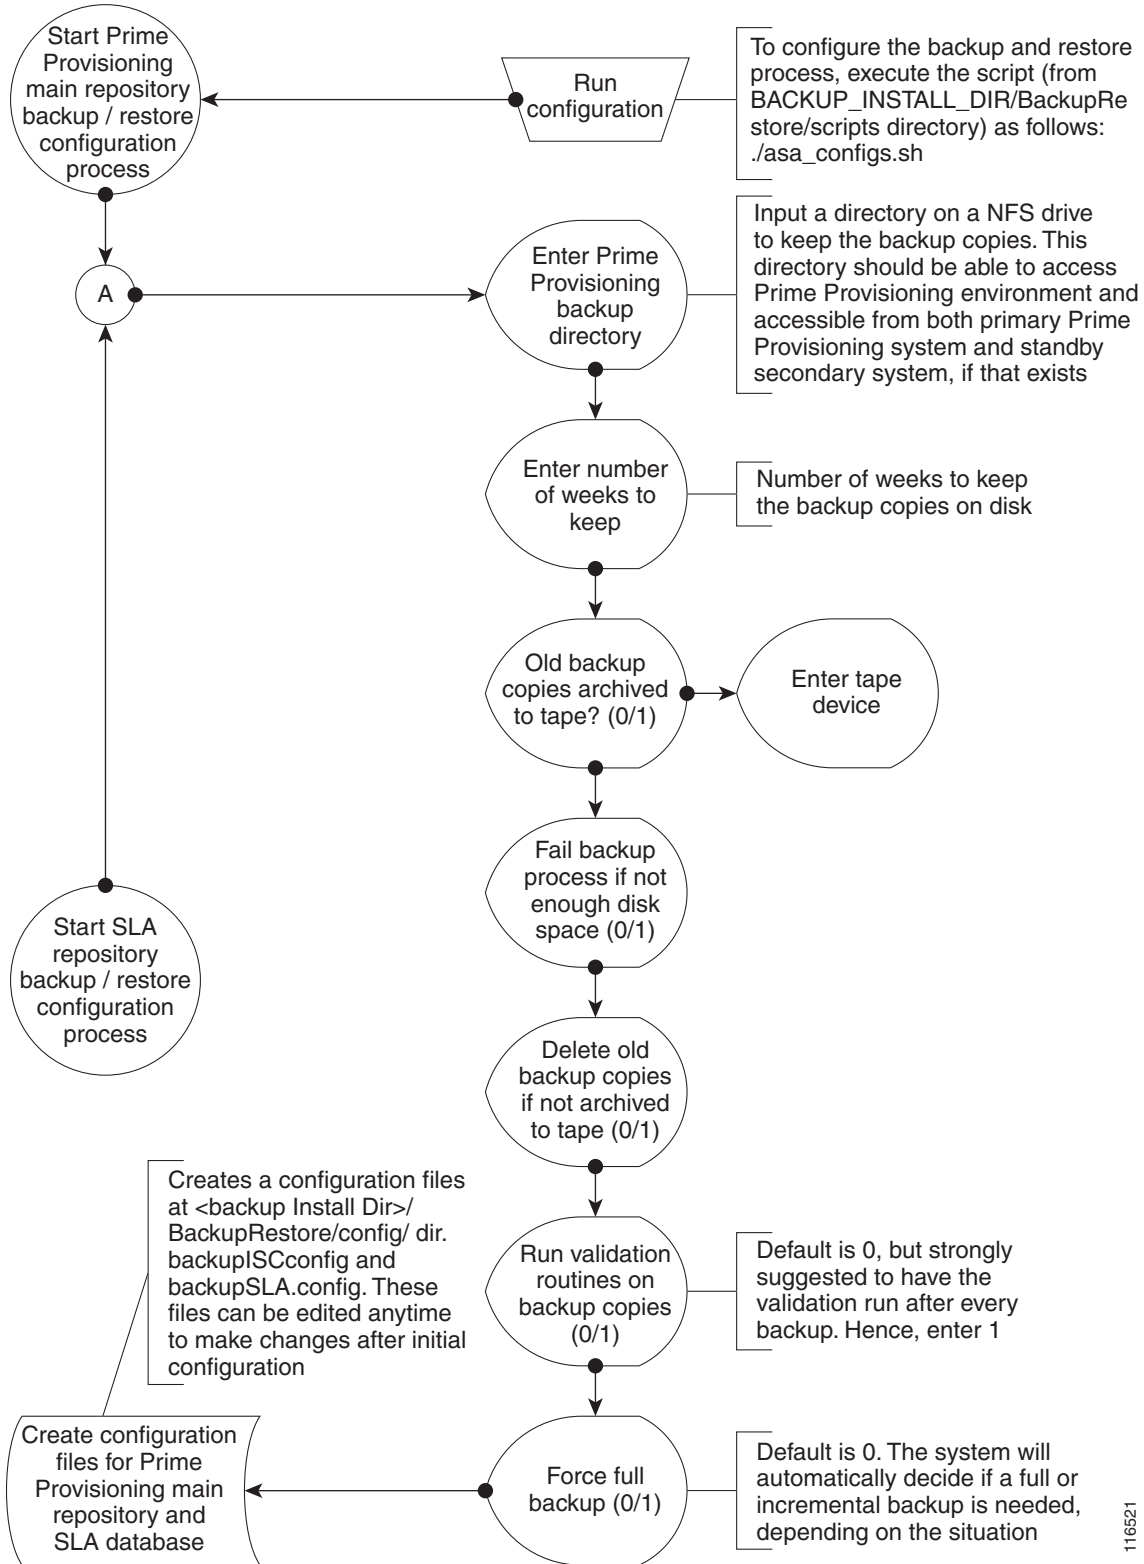 Start Prime
Provisioning
main repository
backup / restore
configuration
process
Run
configuration
To configure the backup and restore
process, execute the script (from
BACKUP_INSTALL_DIR/BackupRe
store/scripts directory) as follows:
./asa_configs.sh
A
Enter Prime
Provisioning
backup
directory
Input a directory on a NFS drive
to keep the backup copies. This
directory should be able to access
Prime Provisioning environment and
accessible from both primary Prime
Provisioning system and standby
secondary system, if that exists
Enter number
of weeks to
keep
Number of weeks to keep
the backup copies on disk
Old backup
copies archived
to tape? (0/1)
Enter tape
device
Fail backup
process if not
enough disk
space (0/1)
Start SLA
repository
backup / restore
configuration
process
Delete old
backup copies
if not archived
to tape (0/1)
Creates a configuration files
at <backup Install Dir>/
BackupRestore/config/ dir.
backupISCconfig and
backupSLA.config. These
files can be edited anytime
to make changes after initial
configuration
Run validation
routines on
backup copies
(0/1)
Default is 0, but strongly
suggested to have the
validation run after every
backup. Hence, enter 1
Create configuration
files for Prime
Provisioning main
repository and
SLA database
Force full
backup (0/1)
Default is 0. The system will
automatically decide if a full or
incremental backup is needed,
depending on the situation
116521